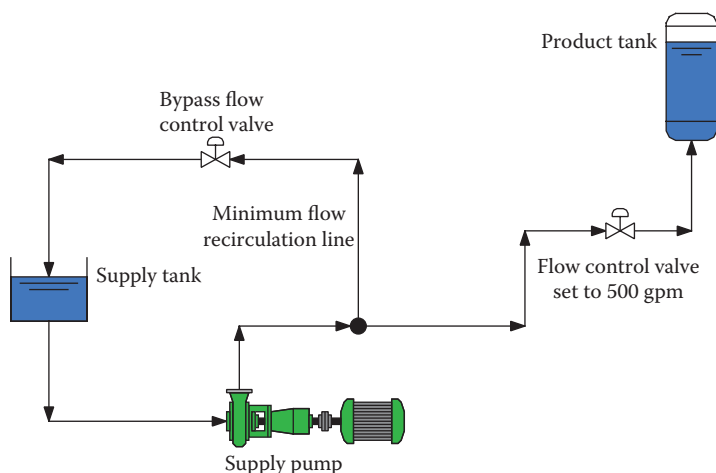 Product tank
Bypass flow
control valve
Minimum flow
recirculation line
Supply tank
Flow control valve
set to 500 gpm
Supply pump